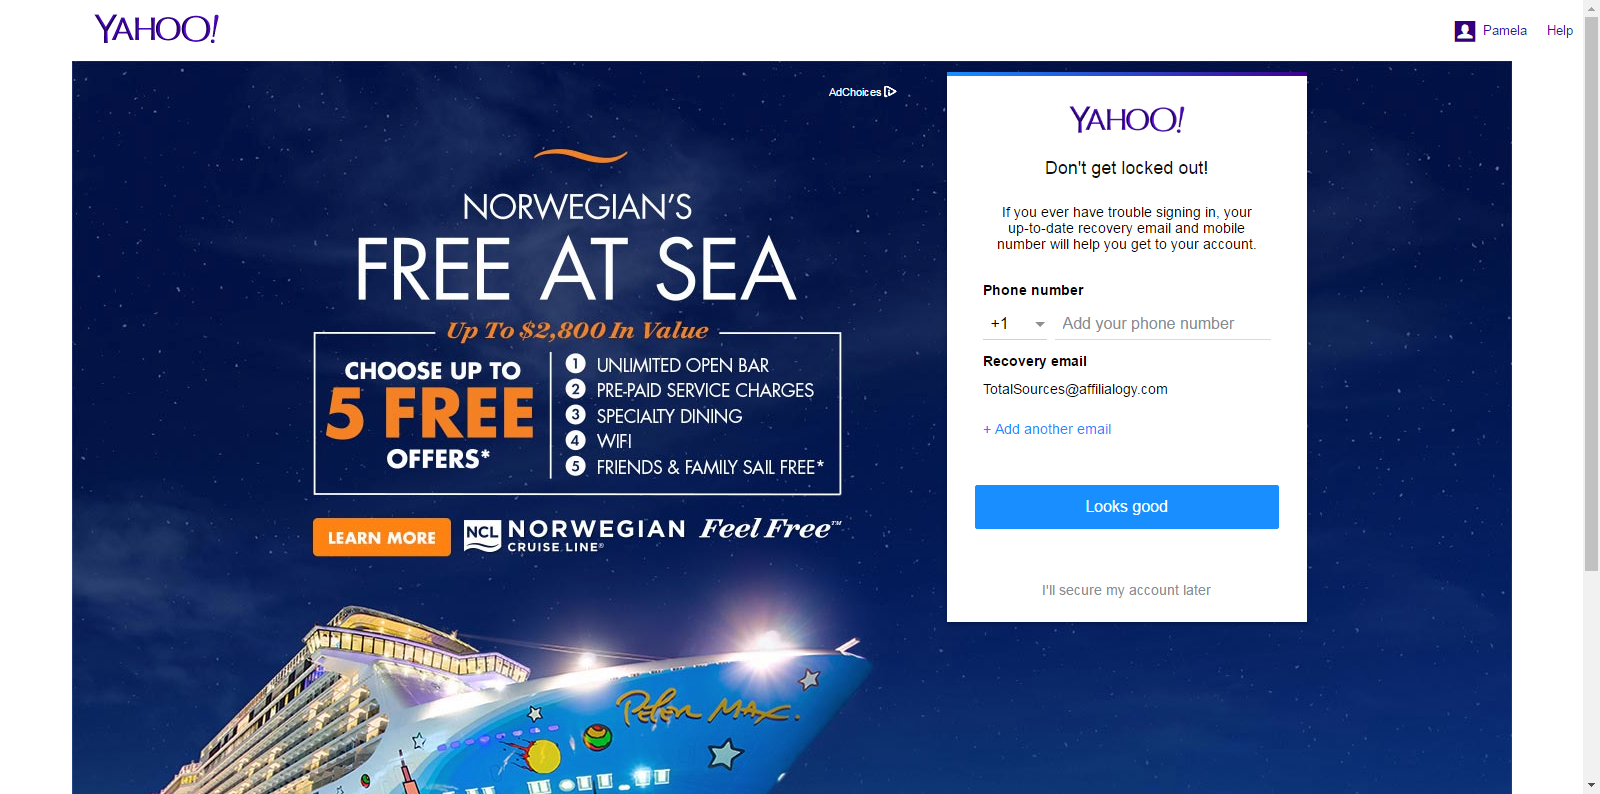 YAHOO!
Pamela
Help
AdChoices
NORWEGIAN'S
FREE AT SEA
Up To $2,800 In Value
CHOOSE UP TO
5 FREE
OFFERS*
1 UNLIMITED OPEN BAR
2 PRE-PAID SERVICE CHARGES
3 SPECIALTY DINING
4 WIFI
5 FRIENDS & FAMILY SAIL FREE*
LEARN MORE
NCL
NORWEGIAN
CRUISE LINE®
Feel Free™
Peter Max.
YAHOO!
Don't get locked out!
If you ever have trouble signing in, your
up-to-date recovery email and mobile
number will help you get to your account.
Phone number
+1
Add your phone number
Recovery email
TotalSources@affilialogy.com
+ Add another email
Looks good
I'll secure my account later